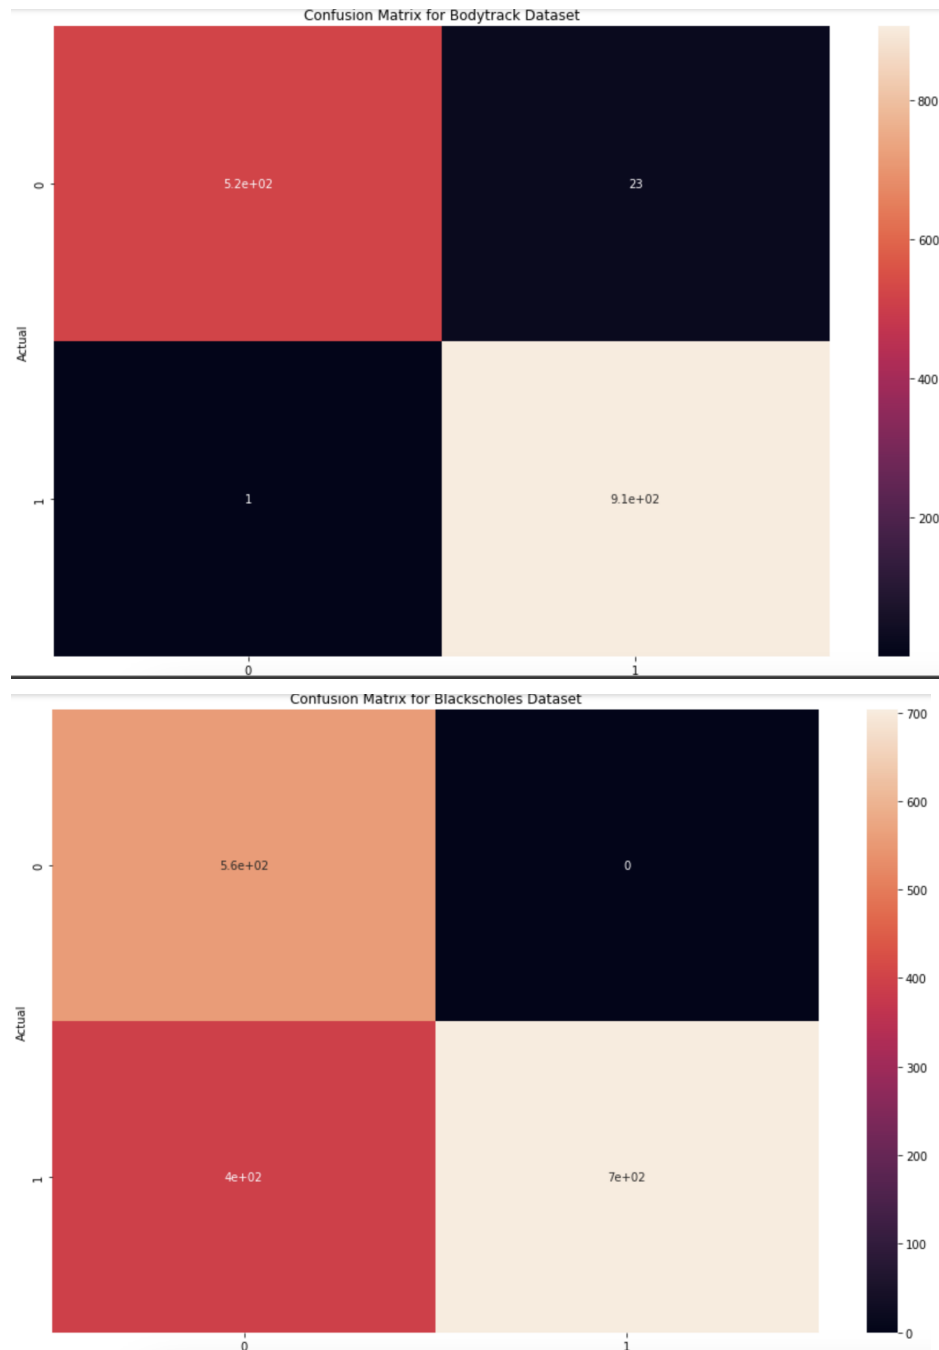 Confusion Matrix for Bodytrack Dataset
800
5.2e+02 23
0
600
Actual
400
1 9.1e+02
1
200
0 1
Confusion Matrix for Blackscholes Dataset
700
600
5.6e+02 0
0
500
400
Actual
300
4e+02 7e+02
1
200
100
0
0 1